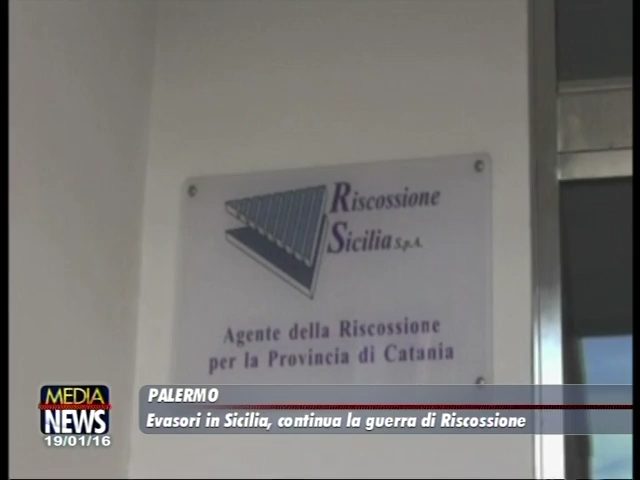 Riscossione
Sicilia S.p.A.
Agente della Riscossione
per la Provincia di Catania
MEDIA
NEWS
19/01/16
PALERMO
Evasori in Sicilia, continua la guerra di Riscossione